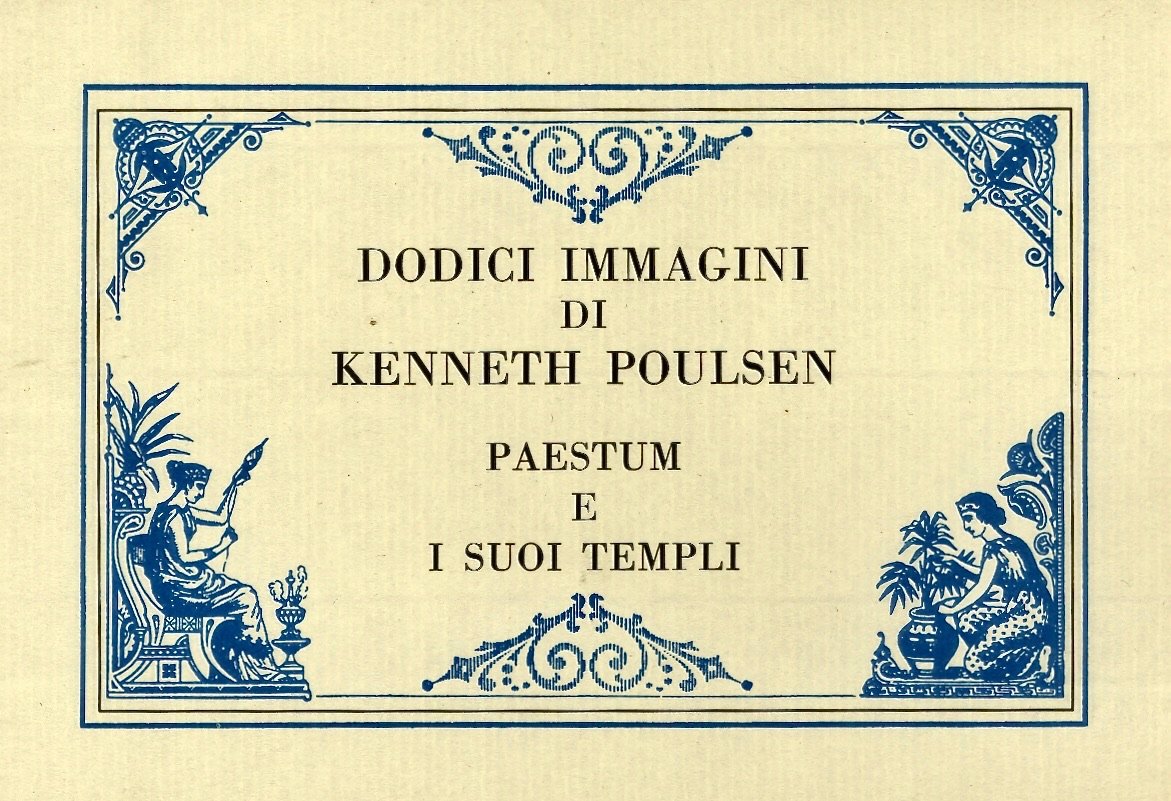 DODICI IMMAGINI
DI
KENNETH POULSEN
PAESTUM
E
I SUOI TEMPLI